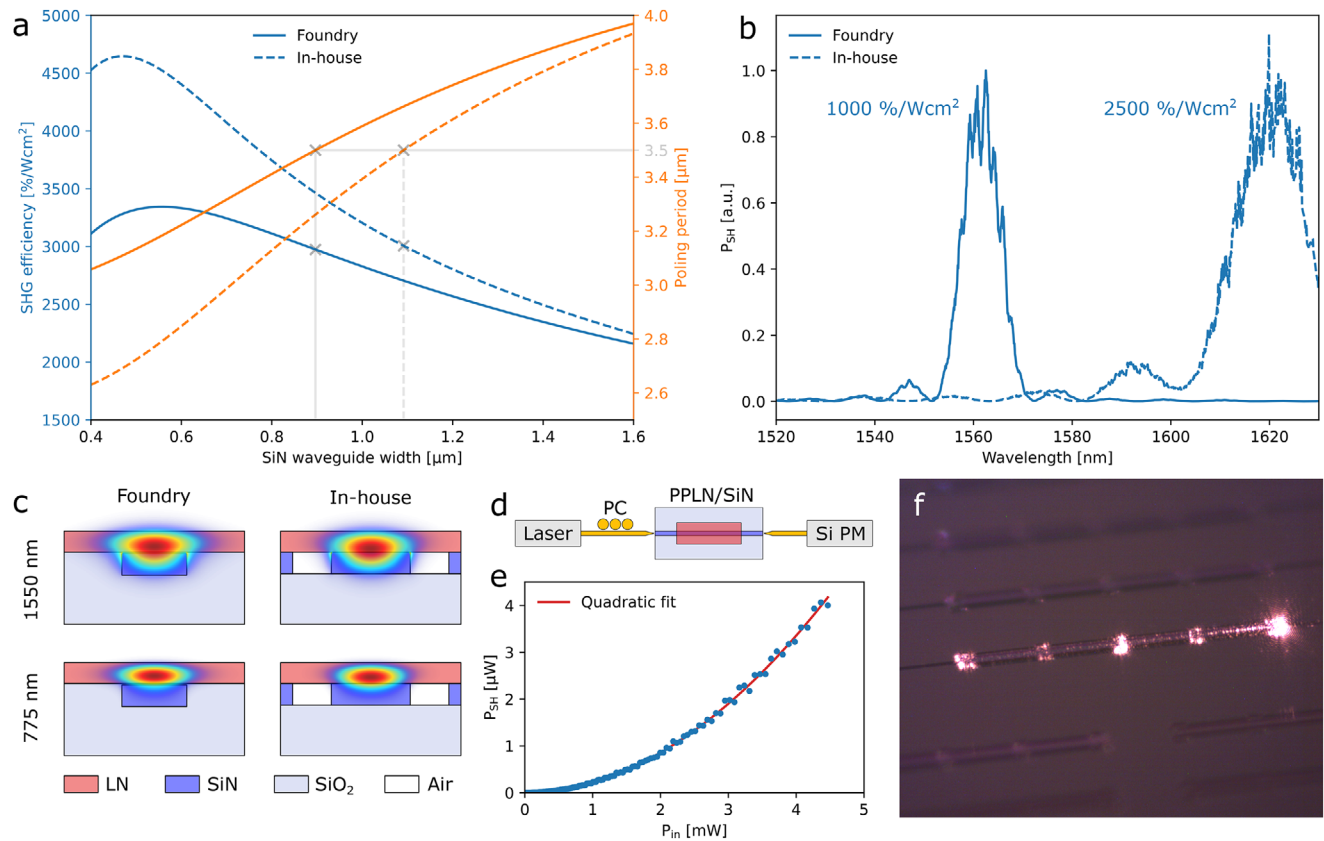 a
Foundry
In-house
5000
4500
4000
3500
3000
2500
2000
1500
SHG efficiency [%/Wcm²]
4.0
3.8
3.6
3.5
3.4
3.2
3.0
2.8
2.6
Poling period [μm]
0.4 0.6 0.8 1.0 1.2 1.4 1.6
SiN waveguide width [μm]
b
Foundry
In-house
1000 %/Wcm² 2500 %/Wcm²
1.0
0.8
0.6
0.4
0.2
0.0
P_SH [a.u.]
1520 1540 1560 1580 1600 1620
Wavelength [nm]
c
Foundry In-house
1550 nm
775 nm
LN SiN SiO₂ Air
d
PPLN/SiN
PC
Laser Si PM
e
Quadratic fit
4
3
2
1
0
P_SH [μW]
0 1 2 3 4 5
P_in [mW]
f